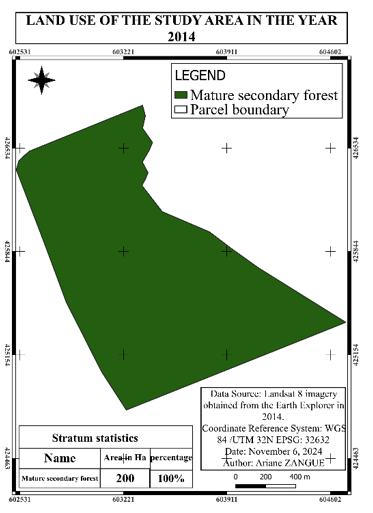 LAND USE OF THE STUDY AREA IN THE YEAR
2014
602531 603221 603911 604602
LEGEND
Mature secondary forest
Parcel boundary
426534 426534
425844 425844
425154 425154
424463 424463
Data Source: Landsat 8 imagery
obtained from the Earth Explorer in
2014.
Coordinate Reference System: WGS
84 /UTM 32N EPSG: 32632
Date: November 6, 2024
Author: Ariane ZANGUE
Stratum statistics
Name Area in Ha percentage
Mature secondary forest 200 100%
0 200 400 m
602531 603221 603911 604602